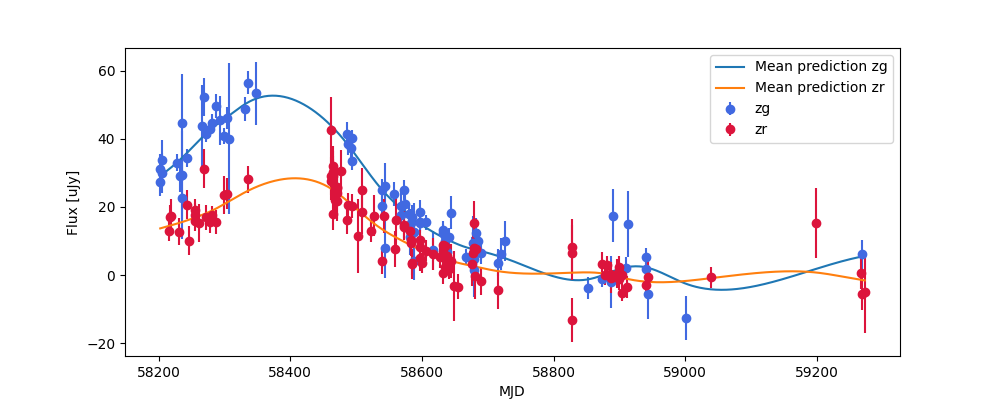 Mean prediction zg
Mean prediction zr
zg
zr
60
40
20
0
−20
Flux [uJy]
58200
58400
58600
58800
59000
59200
MJD